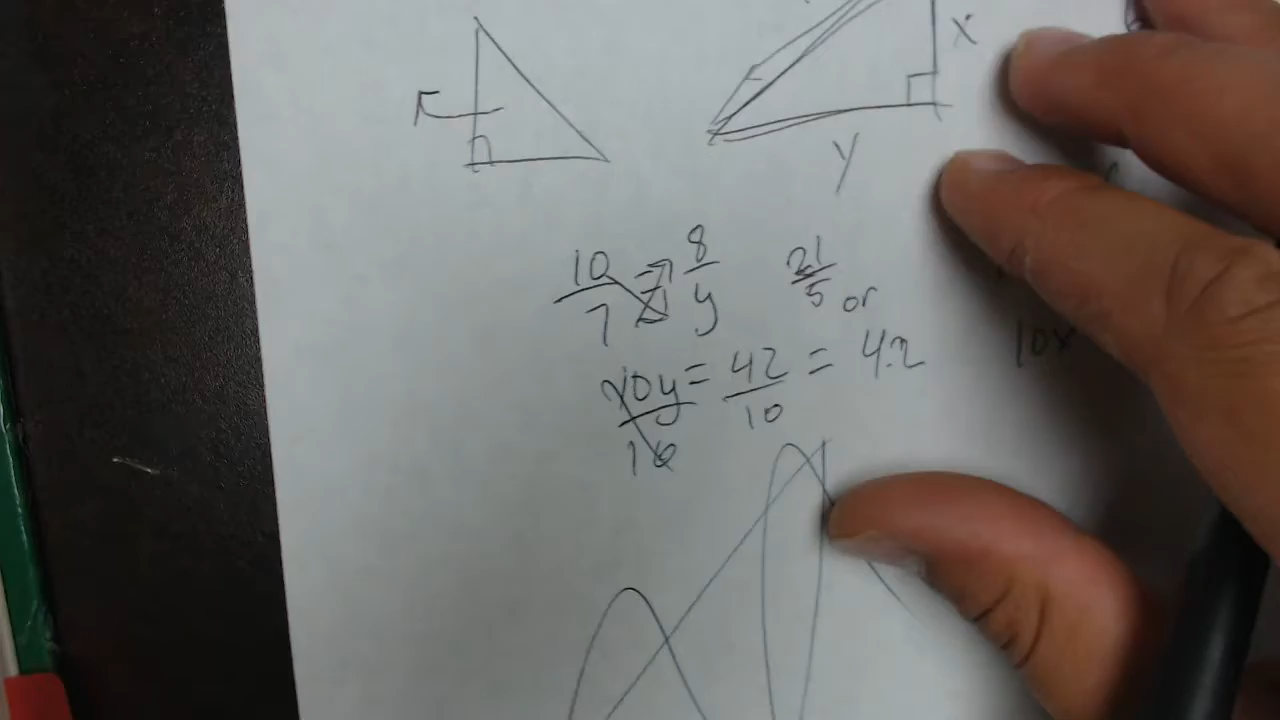 x
y
10/7 = 8/y 21/5 or
10y/10 = 42/10 = 4.2
10x